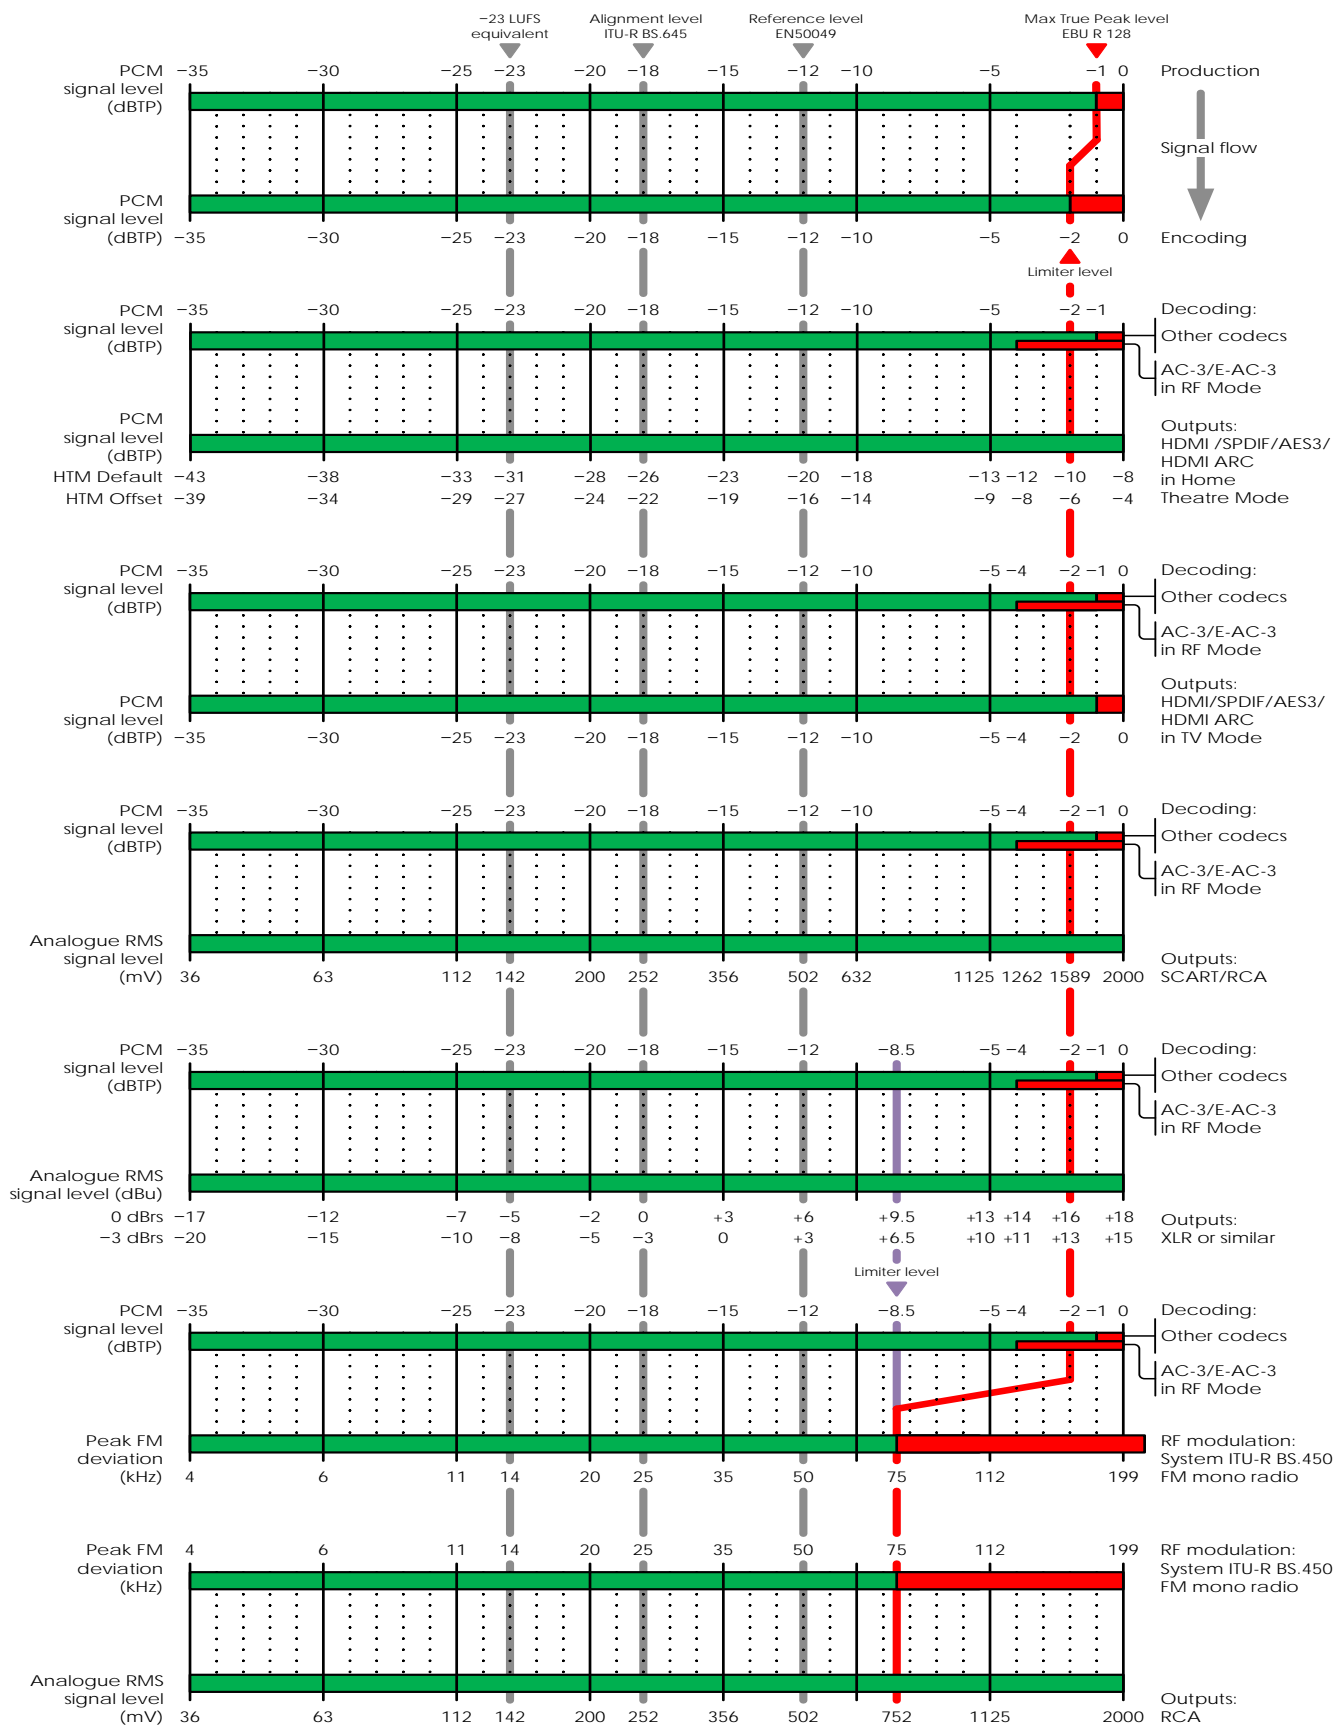 −23 LUFS equivalent
Alignment level ITU-R BS.645
Reference level EN50049
Max True Peak level EBU R 128
PCM signal level (dBTP)
−35 −30 −25 −23 −20 −18 −15 −12 −10 −5 −1 0
Production
Signal flow
PCM signal level (dBTP)
−35 −30 −25 −23 −20 −18 −15 −12 −10 −5 −2 0
Encoding
Limiter level
PCM signal level (dBTP)
−35 −30 −25 −23 −20 −18 −15 −12 −10 −5 −2 −1 0
Decoding:
Other codecs
AC-3/E-AC-3
in RF Mode
PCM signal level (dBTP)
Outputs:
HDMI /SPDIF/AES3/
HDMI ARC
in Home
Theatre Mode
HTM Default −43 −38 −33 −31 −28 −26 −23 −20 −18 −13 −12 −10 −8
HTM Offset −39 −34 −29 −27 −24 −22 −19 −16 −14 −9 −8 −6 −4
PCM signal level (dBTP)
−35 −30 −25 −23 −20 −18 −15 −12 −10 −5 −4 −2 −1 0
Decoding:
Other codecs
AC-3/E-AC-3
in RF Mode
PCM signal level (dBTP)
−35 −30 −25 −23 −20 −18 −15 −12 −10 −5 −4 −2 0
Outputs:
HDMI/SPDIF/AES3/
HDMI ARC
in TV Mode
PCM signal level (dBTP)
−35 −30 −25 −23 −20 −18 −15 −12 −10 −5 −4 −2 −1 0
Decoding:
Other codecs
AC-3/E-AC-3
in RF Mode
Analogue RMS signal level (mV)
36 63 112 142 200 252 356 502 632 1125 1262 1589 2000
Outputs:
SCART/RCA
PCM signal level (dBTP)
−35 −30 −25 −23 −20 −18 −15 −12 −8.5 −5 −4 −2 −1 0
Decoding:
Other codecs
AC-3/E-AC-3
in RF Mode
Analogue RMS signal level (dBu)
0 dBrs −17 −12 −7 −5 −2 0 +3 +6 +9.5 +13 +14 +16 +18
−3 dBrs −20 −15 −10 −8 −5 −3 0 +3 +6.5 +10 +11 +13 +15
Outputs:
XLR or similar
Limiter level
PCM signal level (dBTP)
−35 −30 −25 −23 −20 −18 −15 −12 −8.5 −5 −4 −2 −1 0
Decoding:
Other codecs
AC-3/E-AC-3
in RF Mode
Peak FM deviation (kHz)
4 6 11 14 20 25 35 50 75 112 199
RF modulation:
System ITU-R BS.450
FM mono radio
Peak FM deviation (kHz)
4 6 11 14 20 25 35 50 75 112 199
RF modulation:
System ITU-R BS.450
FM mono radio
Analogue RMS signal level (mV)
36 63 112 142 200 252 356 502 752 1125 2000
Outputs:
RCA